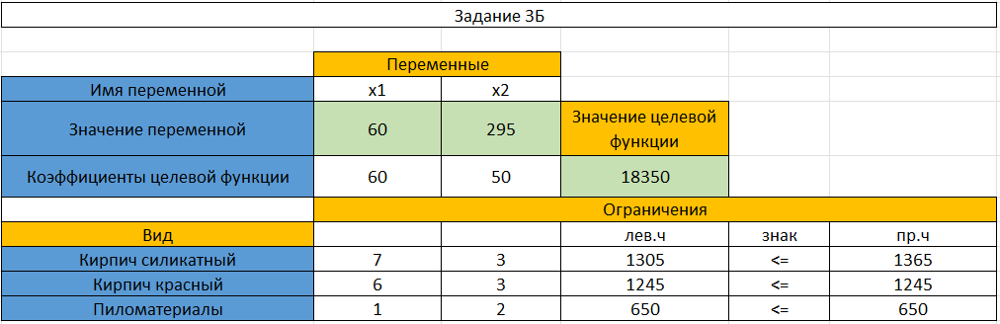 Задание 3Б
Переменные
Имя переменной x1 x2
Значение переменной 60 295 Значение целевой функции
Коэффициенты целевой функции 60 50 18350
Ограничения
Вид лев.ч знак пр.ч
Кирпич силикатный 7 3 1305 <= 1365
Кирпич красный 6 3 1245 <= 1245
Пиломатериалы 1 2 650 <= 650